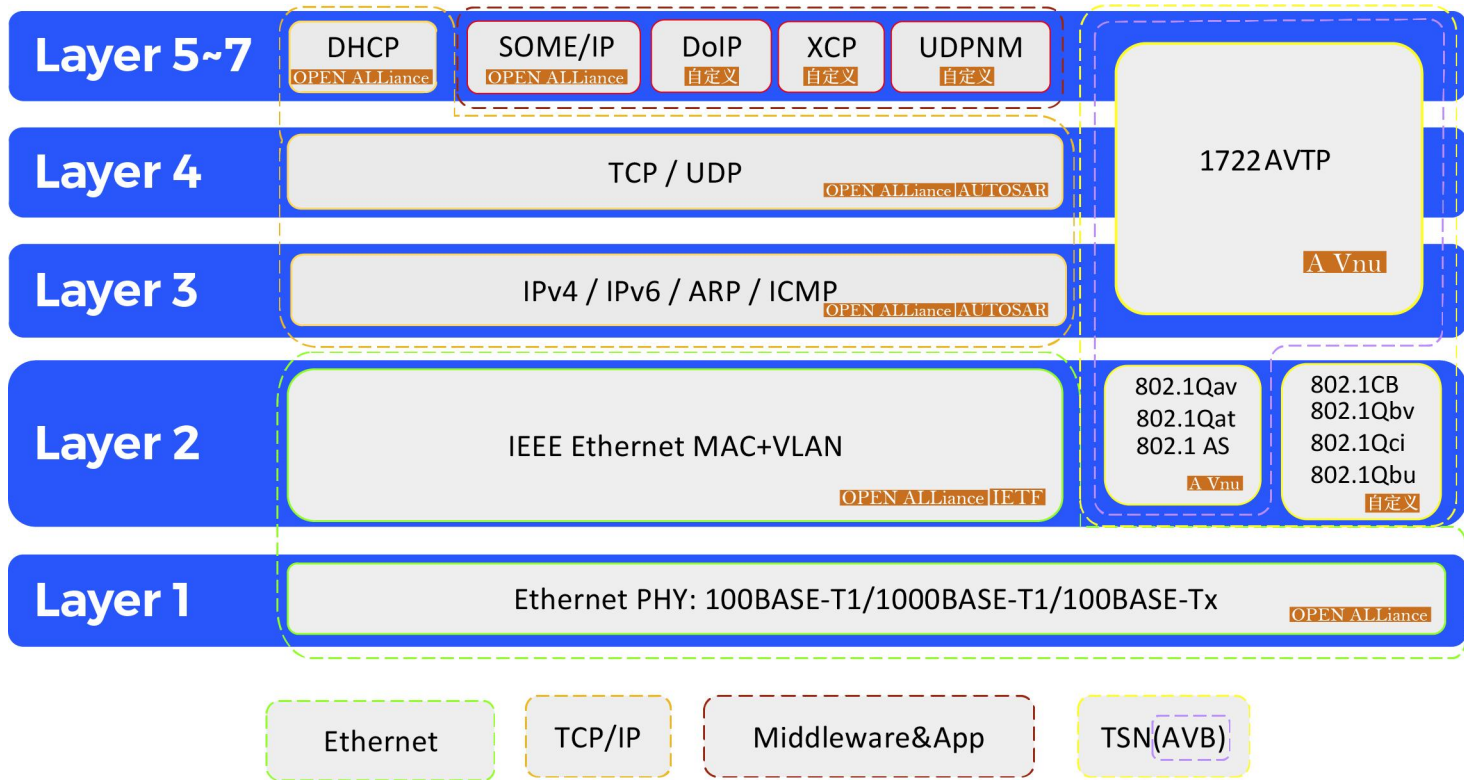 Layer 5~7
DHCP
OPEN ALLiance
SOME/IP
OPEN ALLiance
DoIP
自定义
XCP
自定义
UDPNM
自定义
Layer 4
TCP / UDP
OPEN ALLiance AUTOSAR
1722 AVTP
A Vnu
Layer 3
IPv4 / IPv6 / ARP / ICMP
OPEN ALLiance AUTOSAR
Layer 2
IEEE Ethernet MAC+VLAN
OPEN ALLiance IETF
802.1Qav
802.1Qat
802.1 AS
A Vnu
802.1CB
802.1Qbv
802.1Qci
802.1Qbu
自定义
Layer 1
Ethernet PHY: 100BASE-T1/1000BASE-T1/100BASE-Tx
OPEN ALLiance
Ethernet
TCP/IP
Middleware&App
TSN(AVB)